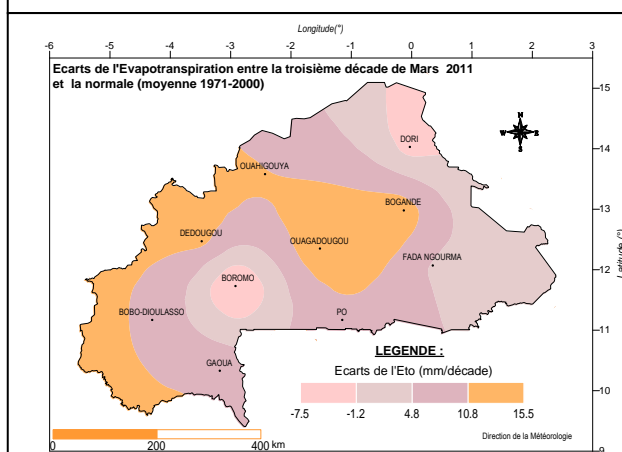 Longitude(°)
-6 -5 -4 -3 -2 -1 0 1 2 3
Ecarts de l'Evapotranspiration entre la troisième décade de Mars 2011
et la normale (moyenne 1971-2000)
15
N
W E
S
DORI
14
OUAHIGOUYA
BOGANDE
13
DEDOUGOU
OUAGADOUGOU
FADA NGOURMA
Latitude (°)
12
BOROMO
BOBO-DIOULASSO
PO
11
LEGENDE :
GAOUA
Ecarts de l'Eto (mm/décade)
10
-7.5 -1.2 4.8 10.8 15.5
Direction de la Météorologie
0 200 400 km
9